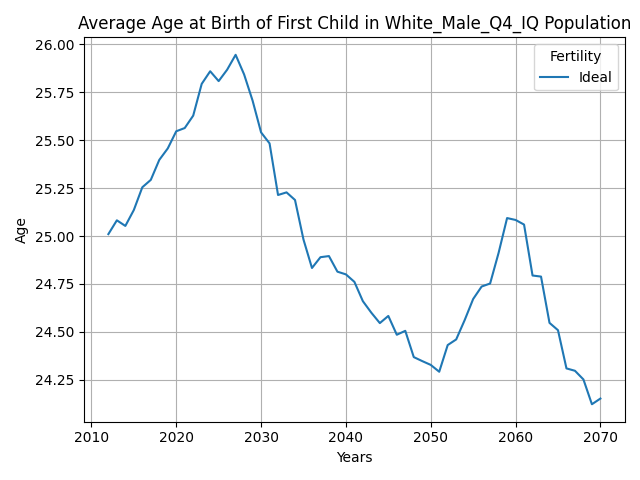 Average Age at Birth of First Child in White_Male_Q4_IQ Population
Fertility
Ideal
26.00
25.75
25.50
25.25
25.00
24.75
24.50
24.25
Age
2010 2020 2030 2040 2050 2060 2070
Years